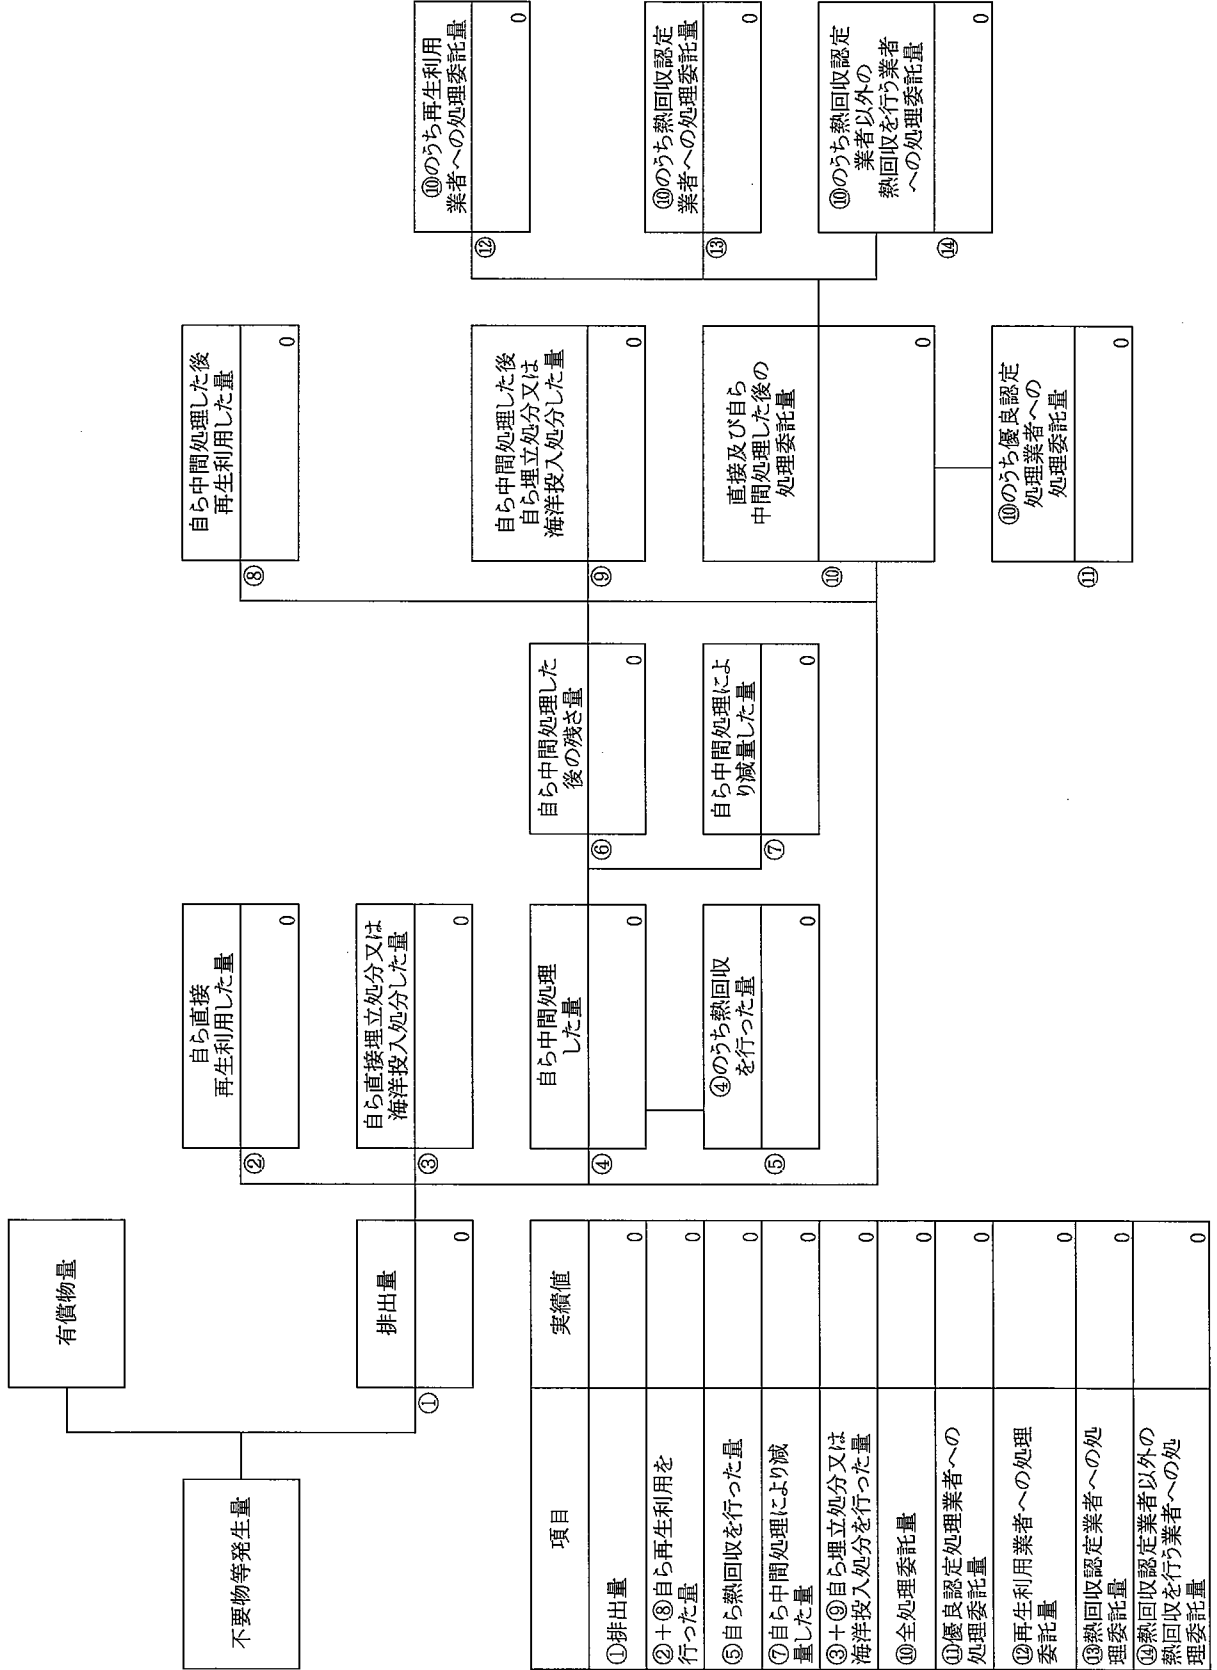 不要物等発生量
有償物量
排出量
①
0
自ら直接
再生利用した量
②
0
自ら直接埋立処分又は
海洋投入処分した量
③
0
自ら中間処理
した量
④
0
④のうち熱回収
を行った量
⑤
0
自ら中間処理した
後の残さ量
⑥
0
自ら中間処理によ
り減量した量
⑦
0
自ら中間処理した後
再生利用した量
⑧
0
自ら中間処理した後
自ら埋立処分又は
海洋投入処分した量
⑨
0
直接及び自ら
中間処理した後の
処理委託量
⑩
0
⑩のうち優良認定
処理業者への
処理委託量
⑪
0
⑩のうち再生利用
業者への処理委託量
⑫
0
⑩のうち熱回収認定
業者への処理委託量
⑬
0
⑩のうち熱回収認定
業者以外の
熱回収を行う業者
への処理委託量
⑭
0
項目 実績値
①排出量 0
②+⑧自ら再生利用を
行った量 0
⑤自ら熱回収を行った量 0
⑦自ら中間処理により減
量した量 0
③+⑨自ら埋立処分又は
海洋投入処分を行った量 0
⑩全処理委託量 0
⑪優良認定処理業者への
処理委託量 0
⑫再生利用業者への処理
委託量 0
⑬熱回収認定業者への処
理委託量 0
⑭熱回収認定業者以外の
熱回収を行う業者への処
理委託量 0